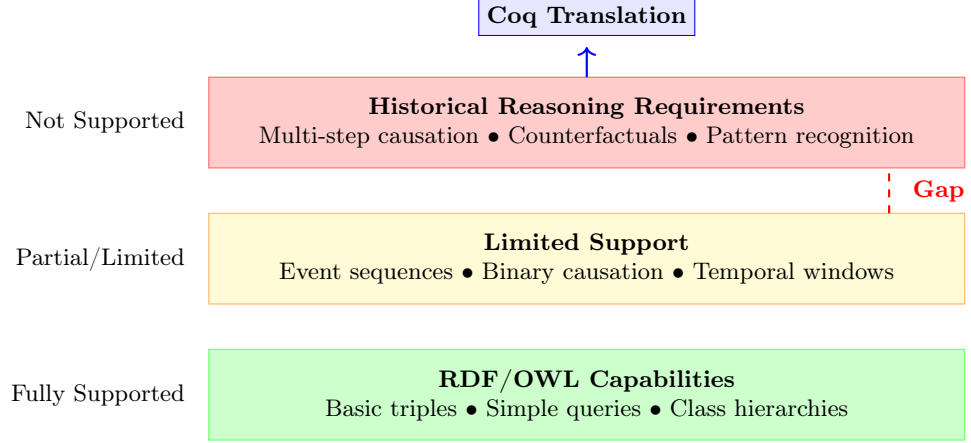 Coq Translation
Not Supported
Historical Reasoning Requirements
Multi-step causation • Counterfactuals • Pattern recognition
Gap
Partial/Limited
Limited Support
Event sequences • Binary causation • Temporal windows
Fully Supported
RDF/OWL Capabilities
Basic triples • Simple queries • Class hierarchies